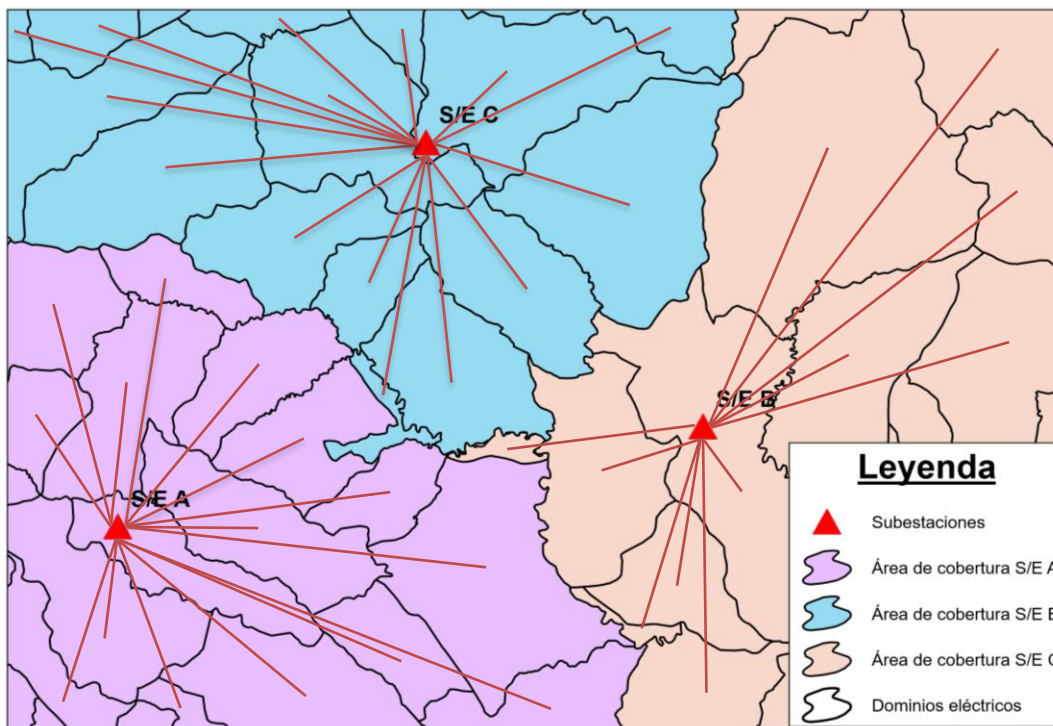 S/E C
S/E B
S/E A
Leyenda
Subestaciones
Área de cobertura S/E A
Área de cobertura S/E B
Área de cobertura S/E C
Dominios eléctricos